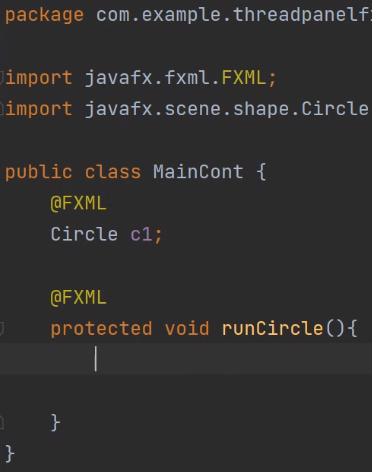 package com.example.threadpanelf
import javafx.fxml.FXML;
import javafx.scene.shape.Circle
public class MainCont {
@FXML
Circle c1;
@FXML
protected void runCircle(){
}
}